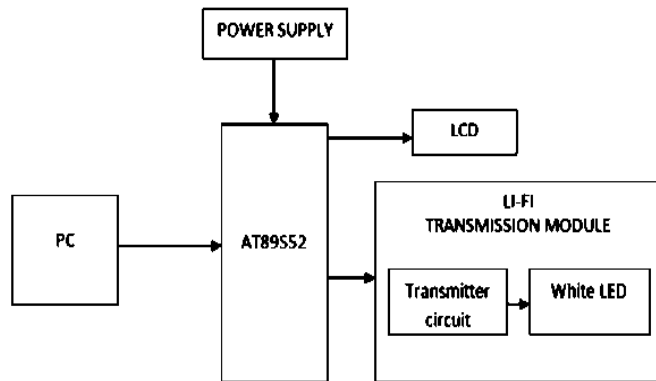 POWER SUPPLY
LCD
LI-FI
TRANSMISSION MODULE
PC
AT89S52
Transmitter
circuit
White LED